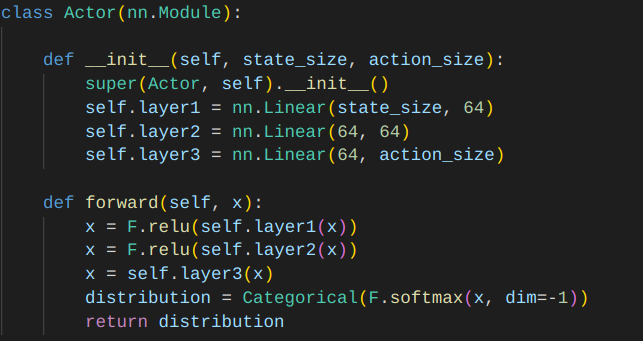 class Actor(nn.Module):
def __init__(self, state_size, action_size):
super(Actor, self).__init__()
self.layer1 = nn.Linear(state_size, 64)
self.layer2 = nn.Linear(64, 64)
self.layer3 = nn.Linear(64, action_size)
def forward(self, x):
x = F.relu(self.layer1(x))
x = F.relu(self.layer2(x))
x = self.layer3(x)
distribution = Categorical(F.softmax(x, dim=-1))
return distribution